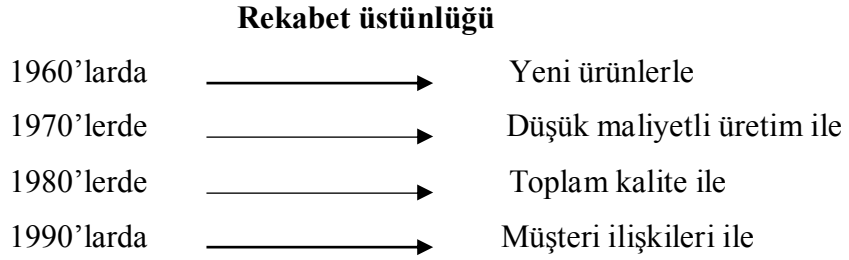 Rekabet üstünlüğü
1960’larda Yeni ürünlerle
1970’lerde Düşük maliyetli üretim ile
1980’lerde Toplam kalite ile
1990’larda Müşteri ilişkileri ile